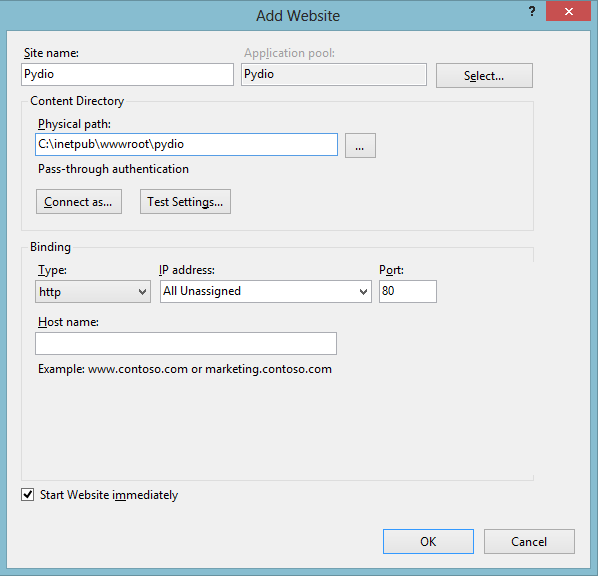 Add Website
?
Site name:
Application pool:
Pydio
Pydio
Select...
Content Directory
Physical path:
C:\inetpub\wwwroot\pydio
...
Pass-through authentication
Connect as...
Test Settings...
Binding
Type:
IP address:
Port:
http
All Unassigned
80
Host name:
Example: www.contoso.com or marketing.contoso.com
Start Website immediately
OK
Cancel